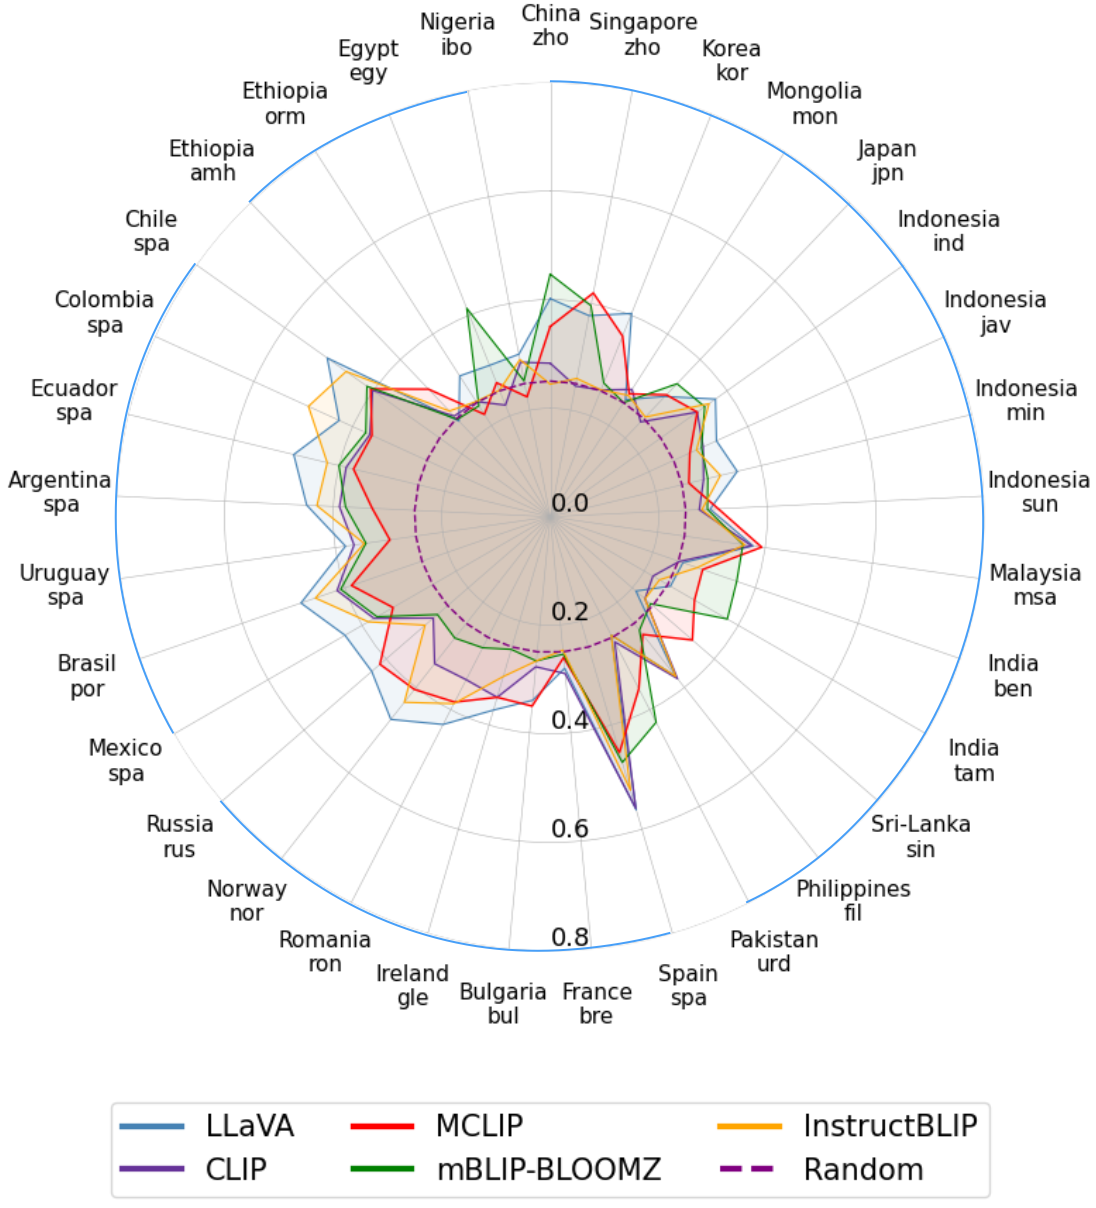 China
zho
Singapore
zho
Korea
kor
Mongolia
mon
Japan
jpn
Indonesia
ind
Indonesia
jav
Indonesia
min
Indonesia
sun
Malaysia
msa
India
ben
India
tam
Sri-Lanka
sin
Philippines
fil
Pakistan
urd
Spain
spa
France
bre
Bulgaria
bul
Ireland
gle
Romania
ron
Norway
nor
Russia
rus
Mexico
spa
Brasil
por
Uruguay
spa
Argentina
spa
Ecuador
spa
Colombia
spa
Chile
spa
Ethiopia
amh
Ethiopia
orm
Egypt
egy
Nigeria
ibo
0.0
0.2
0.4
0.6
0.8
LLaVA
CLIP
MCLIP
mBLIP-BLOOMZ
InstructBLIP
Random